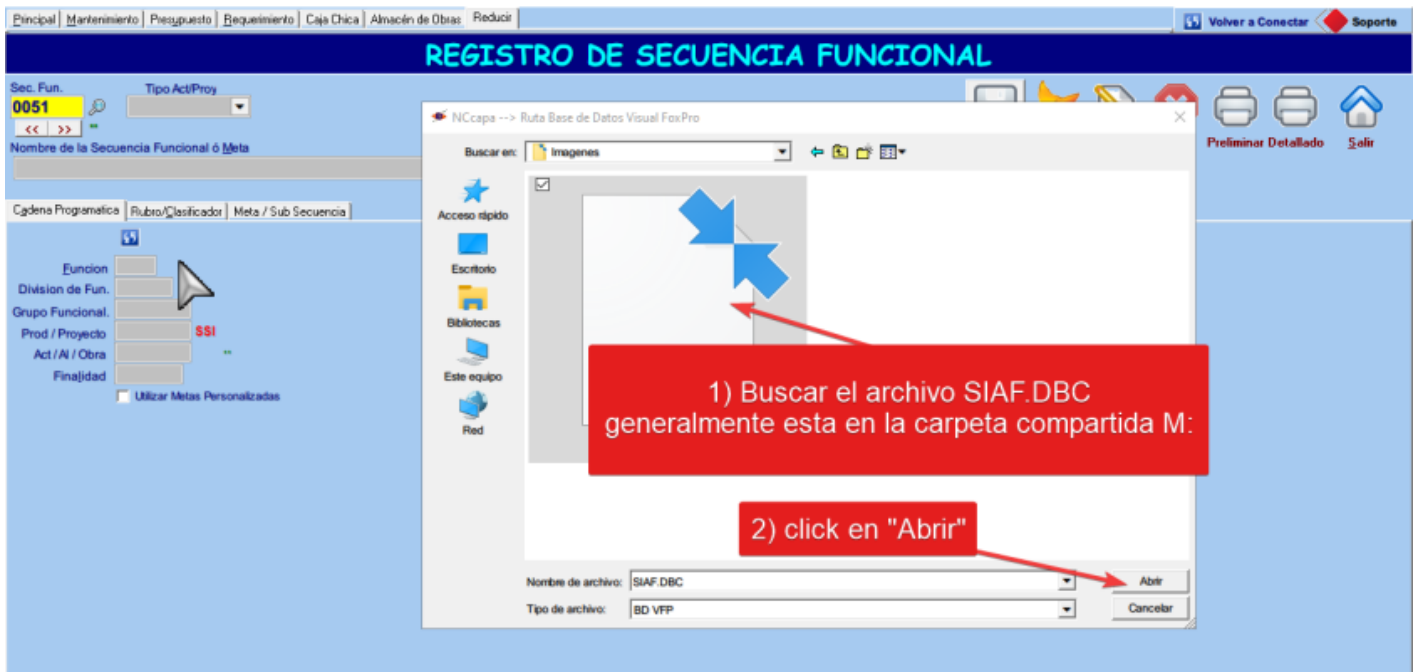 Principal Mantenimiento Presupuesto Requerimiento Caja Chica Almacén de Obras Reducir
Volver a Conectar Soporte
REGISTRO DE SECUENCIA FUNCIONAL
Sec. Fun. Tipo Act/Proy
0051
<< >> ""
Nombre de la Secuencia Funcional ó Meta
Preliminar Detallado Salir
Cadena Programatica Rubro/Clasificador Meta / Sub Secuencia
Funcion
Division de Fun.
Grupo Funcional.
Prod / Proyecto SSI
Act / Al / Obra ""
Finalidad
Utilizar Metas Personalizadas
NCcapa --> Ruta Base de Datos Visual FoxPro
Buscar en: Imagenes
Acceso rápido
Escritorio
Bibliotecas
Este equipo
Red
1) Buscar el archivo SIAF.DBC
generalmente esta en la carpeta compartida M:
2) click en "Abrir"
Nombre de archivo: SIAF.DBC Abrir
Tipo de archivo: BD VFP Cancelar